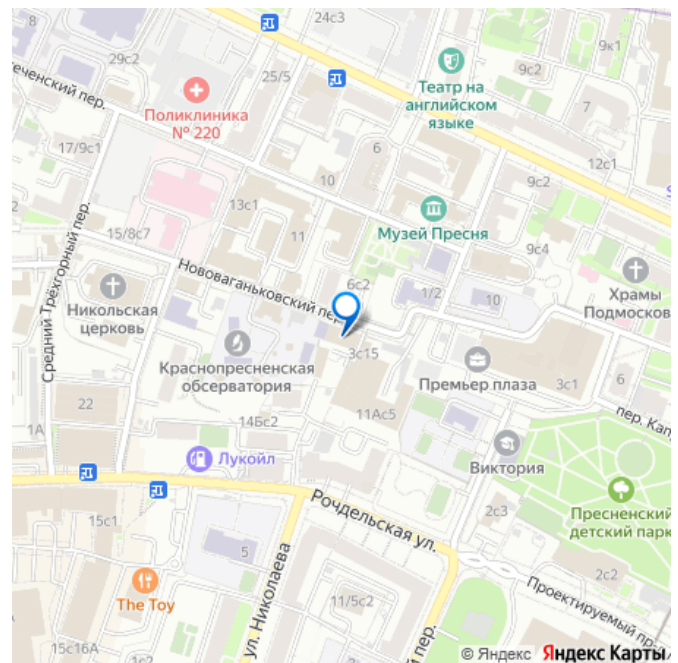 24с3
29с2
9к1
9с2
Театр на
английском
языке
25/5
7
Поликлиника
№ 220
еченский пер.
17/9с1
6
12с1
10
9с2
13с1
Музей Пресня
15/8с7
11
9с4
Средний Трёхгорный пер.
Нововаганьковский пер.
6с2
1/2
10
Никольская
церковь
Храмы
Подмосков
Краснопресненская
обсерватория
3с15
Премьер плаза
3с1
6
22
11Ас5
пер. Кап
1А
14Бс2
Лукойл
Виктория
Пресненский
детский парк
15с1
Рочдельская ул.
2с3
5
ул. Николаева
The Toy
11/5с2
2с2
Проектируемый про
15с16А
й пер.
© Яндекс Яндекс Карты